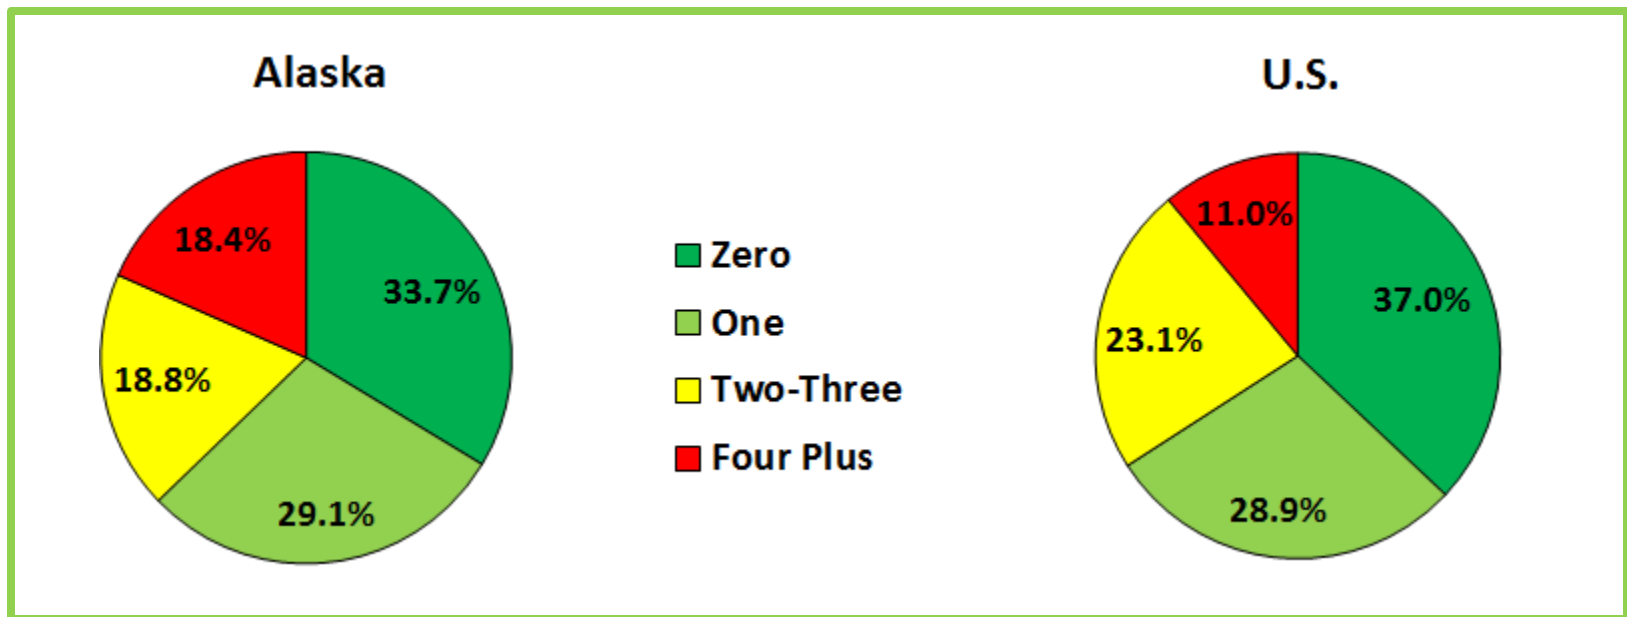 Alaska
18.4%
33.7%
18.8%
29.1%
Zero
One
Two-Three
Four Plus
U.S.
11.0%
37.0%
23.1%
28.9%